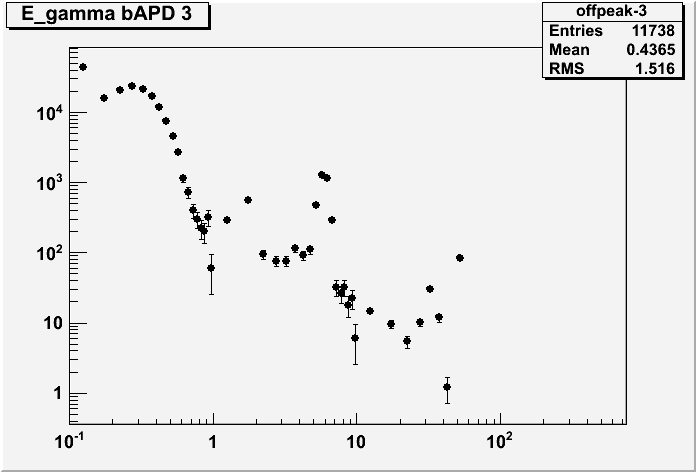 E_gamma bAPD 3
offpeak-3
Entries 11738
Mean 0.4365
RMS 1.516
10^4
10^3
10^2
10
1
10^-1 1 10 10^2